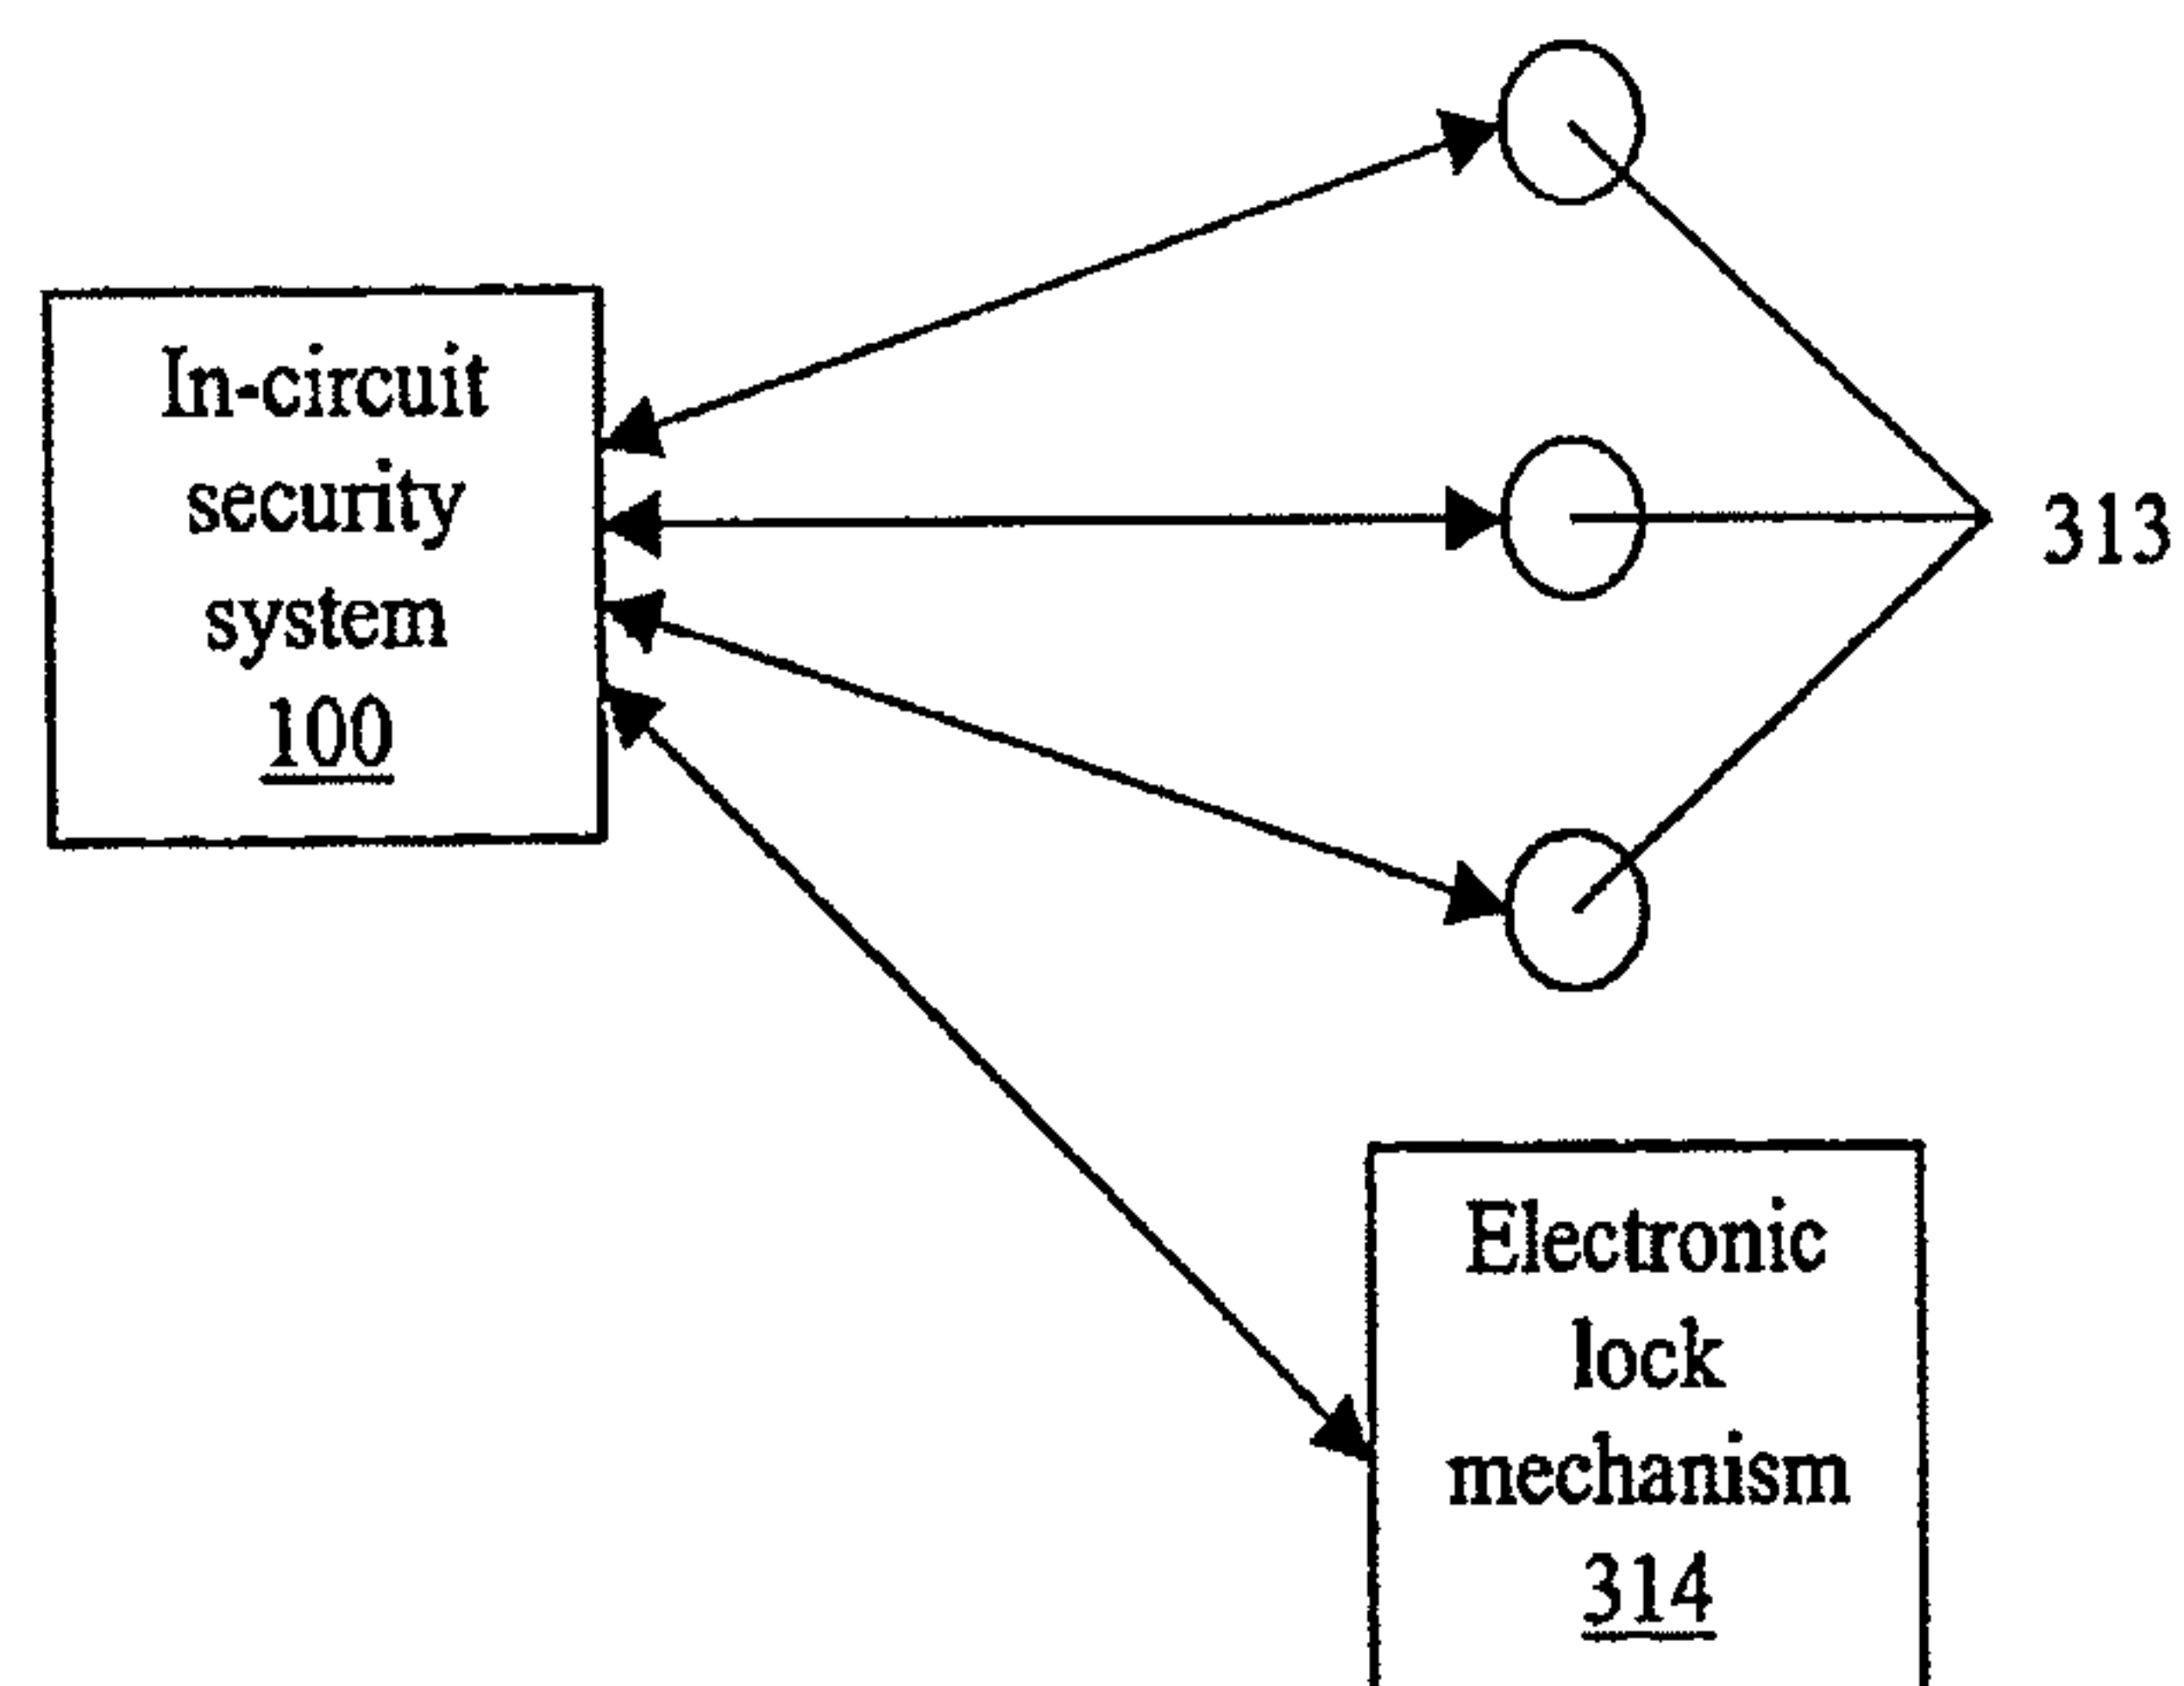 In-circuit
security
system
100
313
Electronic
lock
mechanism
314